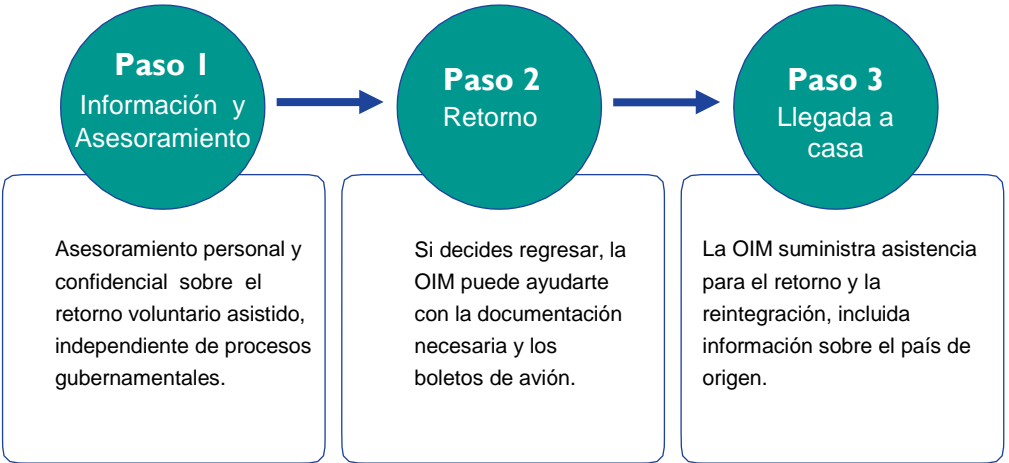 Paso 1
Información y
Asesoramiento
Asesoramiento personal y
confidencial sobre el
retorno voluntario asistido,
independiente de procesos
gubernamentales.
Paso 2
Retorno
Si decides regresar, la
OIM puede ayudarte
con la documentación
necesaria y los
boletos de avión.
Paso 3
Llegada a
casa
La OIM suministra asistencia
para el retorno y la
reintegración, incluida
información sobre el país de
origen.